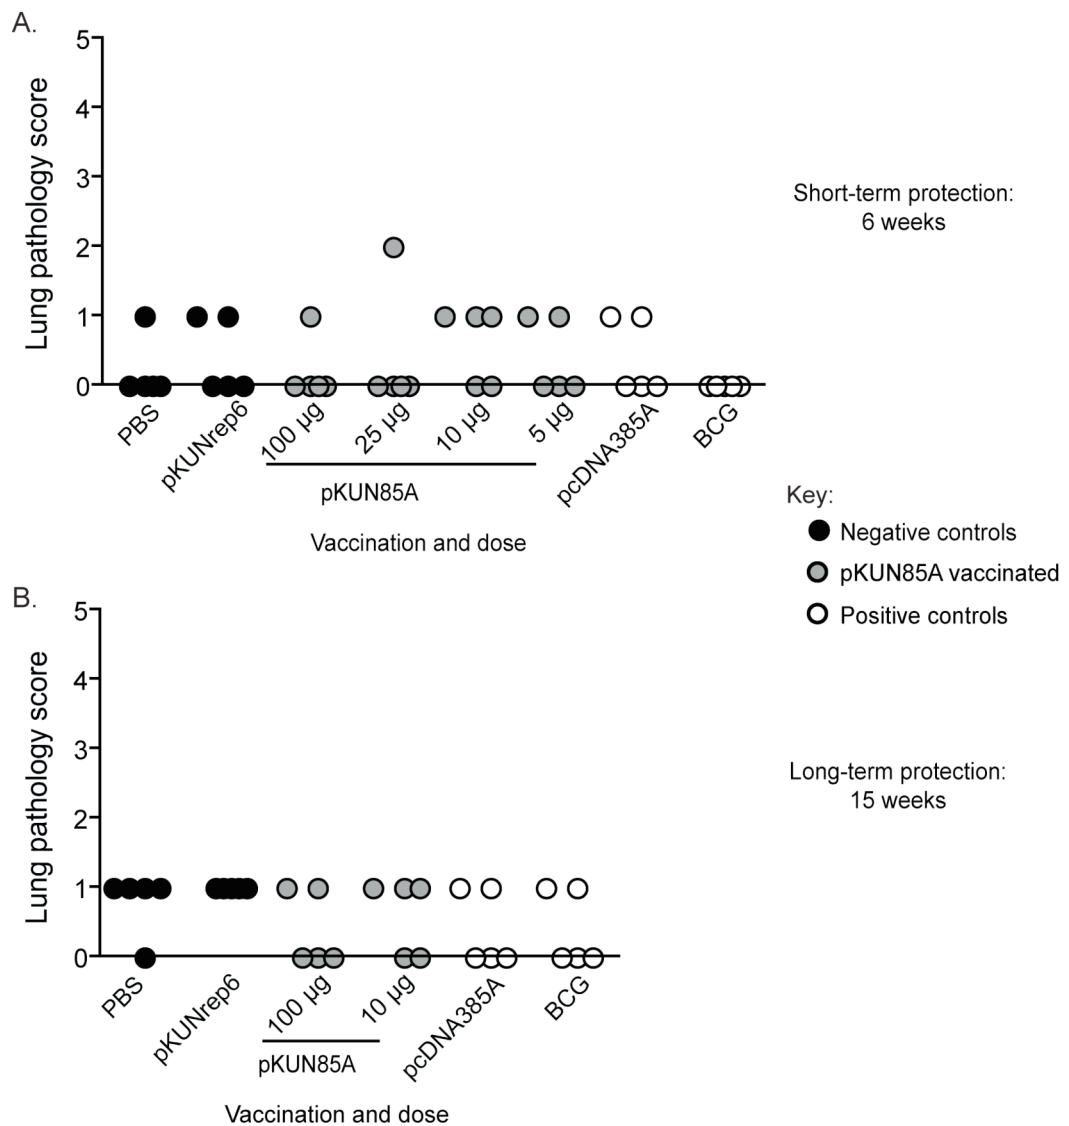 A.
5
4
3
2
1
0
Lung pathology score
PBS
pKUNrep6
100 µg
25 µg
10 µg
5 µg
pcDNA385A
BCG
pKUN85A
Vaccination and dose
Short-term protection:
6 weeks
Key:
Negative controls
pKUN85A vaccinated
Positive controls
B.
5
4
3
2
1
0
Lung pathology score
PBS
pKUNrep6
100 µg
10 µg
pcDNA385A
BCG
pKUN85A
Vaccination and dose
Long-term protection:
15 weeks